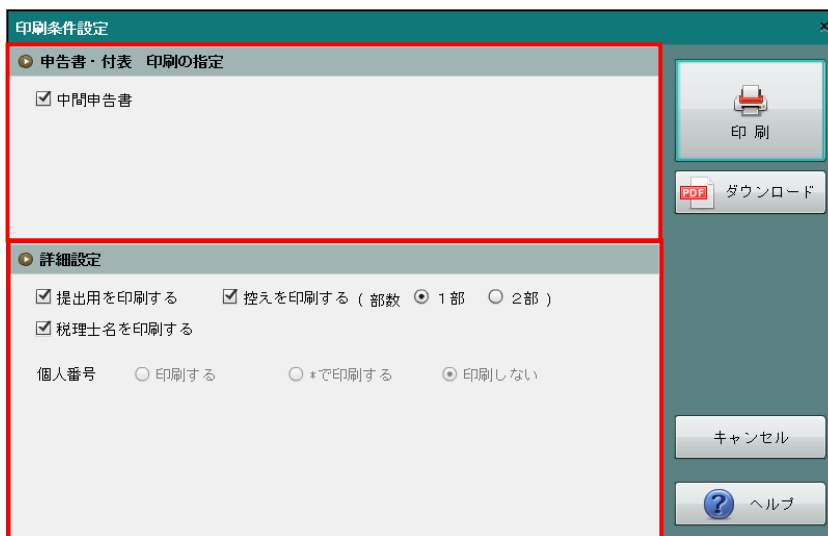 印刷条件設定
×
申告書・付表　印刷の指定
中間申告書
印 刷
PDF ダウンロード
詳細設定
提出用を印刷する　控えを印刷する ( 部数　1部　2部 )
税理士名を印刷する
個人番号　印刷する　*で印刷する　印刷しない
キャンセル
? ヘルプ